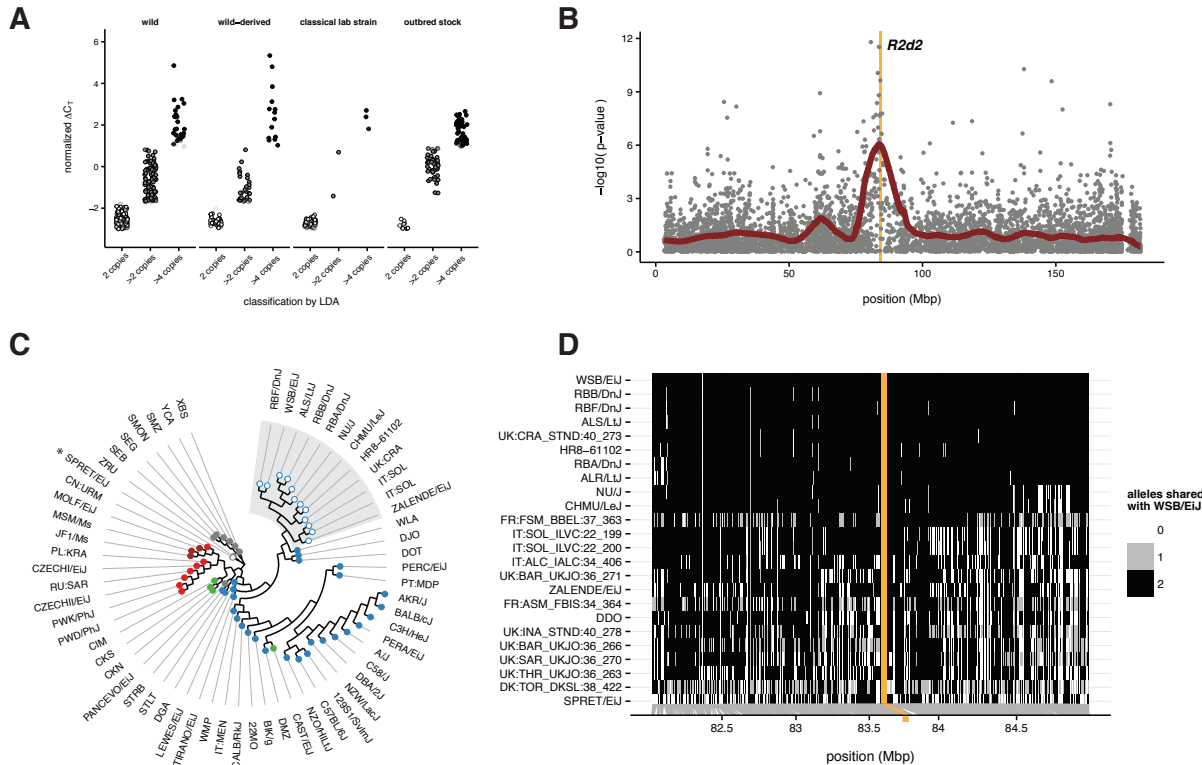 A
wild
wild−derived
classical lab strain
outbred stock
6
4
2
0
−2
normalized ΔCT
2 copies
>2 copies
>4 copies
2 copies
>2 copies
>4 copies
2 copies
>2 copies
>4 copies
2 copies
>2 copies
>4 copies
classification by LDA
B
R2d2
12
9
6
3
0
−log10( p−value )
0
50
100
150
position (Mbp)
C
RBF/DnJ
WSB/EiJ
ALS/LtJ
RBB/DnJ
RBA/DnJ
NU/J
CHMU/LeJ
HR8−61102
UK:CRA
IT:SOL
IT:SOL
ZALENDE/EiJ
WLA
DJO
DOT
PERC/EiJ
PT:MDP
AKR/J
BALB/cJ
C3H/HeJ
PERA/EiJ
A/J
C58/J
DBA/2J
NZW/LacJ
129S1/SvImJ
C57BL/6J
NZO/HlLtJ
CAST/EiJ
DMZ
BIK/g
22MO
CALB/RkJ
IT:MEN
WMP
TIRANO/EiJ
LEWES/EiJ
DGA
STLT
STRB
PANCEVO/EiJ
CKN
CKS
CIM
PWD/PhJ
PWK/PhJ
CZECHII/EiJ
RU:SAR
CZECHI/EiJ
PL:KRA
JF1/Ms
MSM/Ms
MOLF/EiJ
CN:URM
* SPRET/EiJ
ZRU
SEB
SEG
SMON
SMZ
YCA
XBS
D
WSB/EiJ
RBB/DnJ
RBF/DnJ
ALS/LtJ
UK:CRA_STND:40_273
HR8−61102
RBA/DnJ
ALR/LtJ
NU/J
CHMU/LeJ
FR:FSM_BBEL:37_363
IT:SOL_ILVC:22_199
IT:SOL_ILVC:22_200
IT:ALC_IALC:34_406
UK:BAR_UKJO:36_271
ZALENDE/EiJ
FR:ASM_FBIS:34_364
DDO
UK:INA_STND:40_278
UK:BAR_UKJO:36_266
UK:SAR_UKJO:36_270
UK:THR_UKJO:36_263
DK:TOR_DKSL:38_422
SPRET/EiJ
82.5
83
83.5
84
84.5
position (Mbp)
alleles shared
with WSB/EiJ
0
1
2